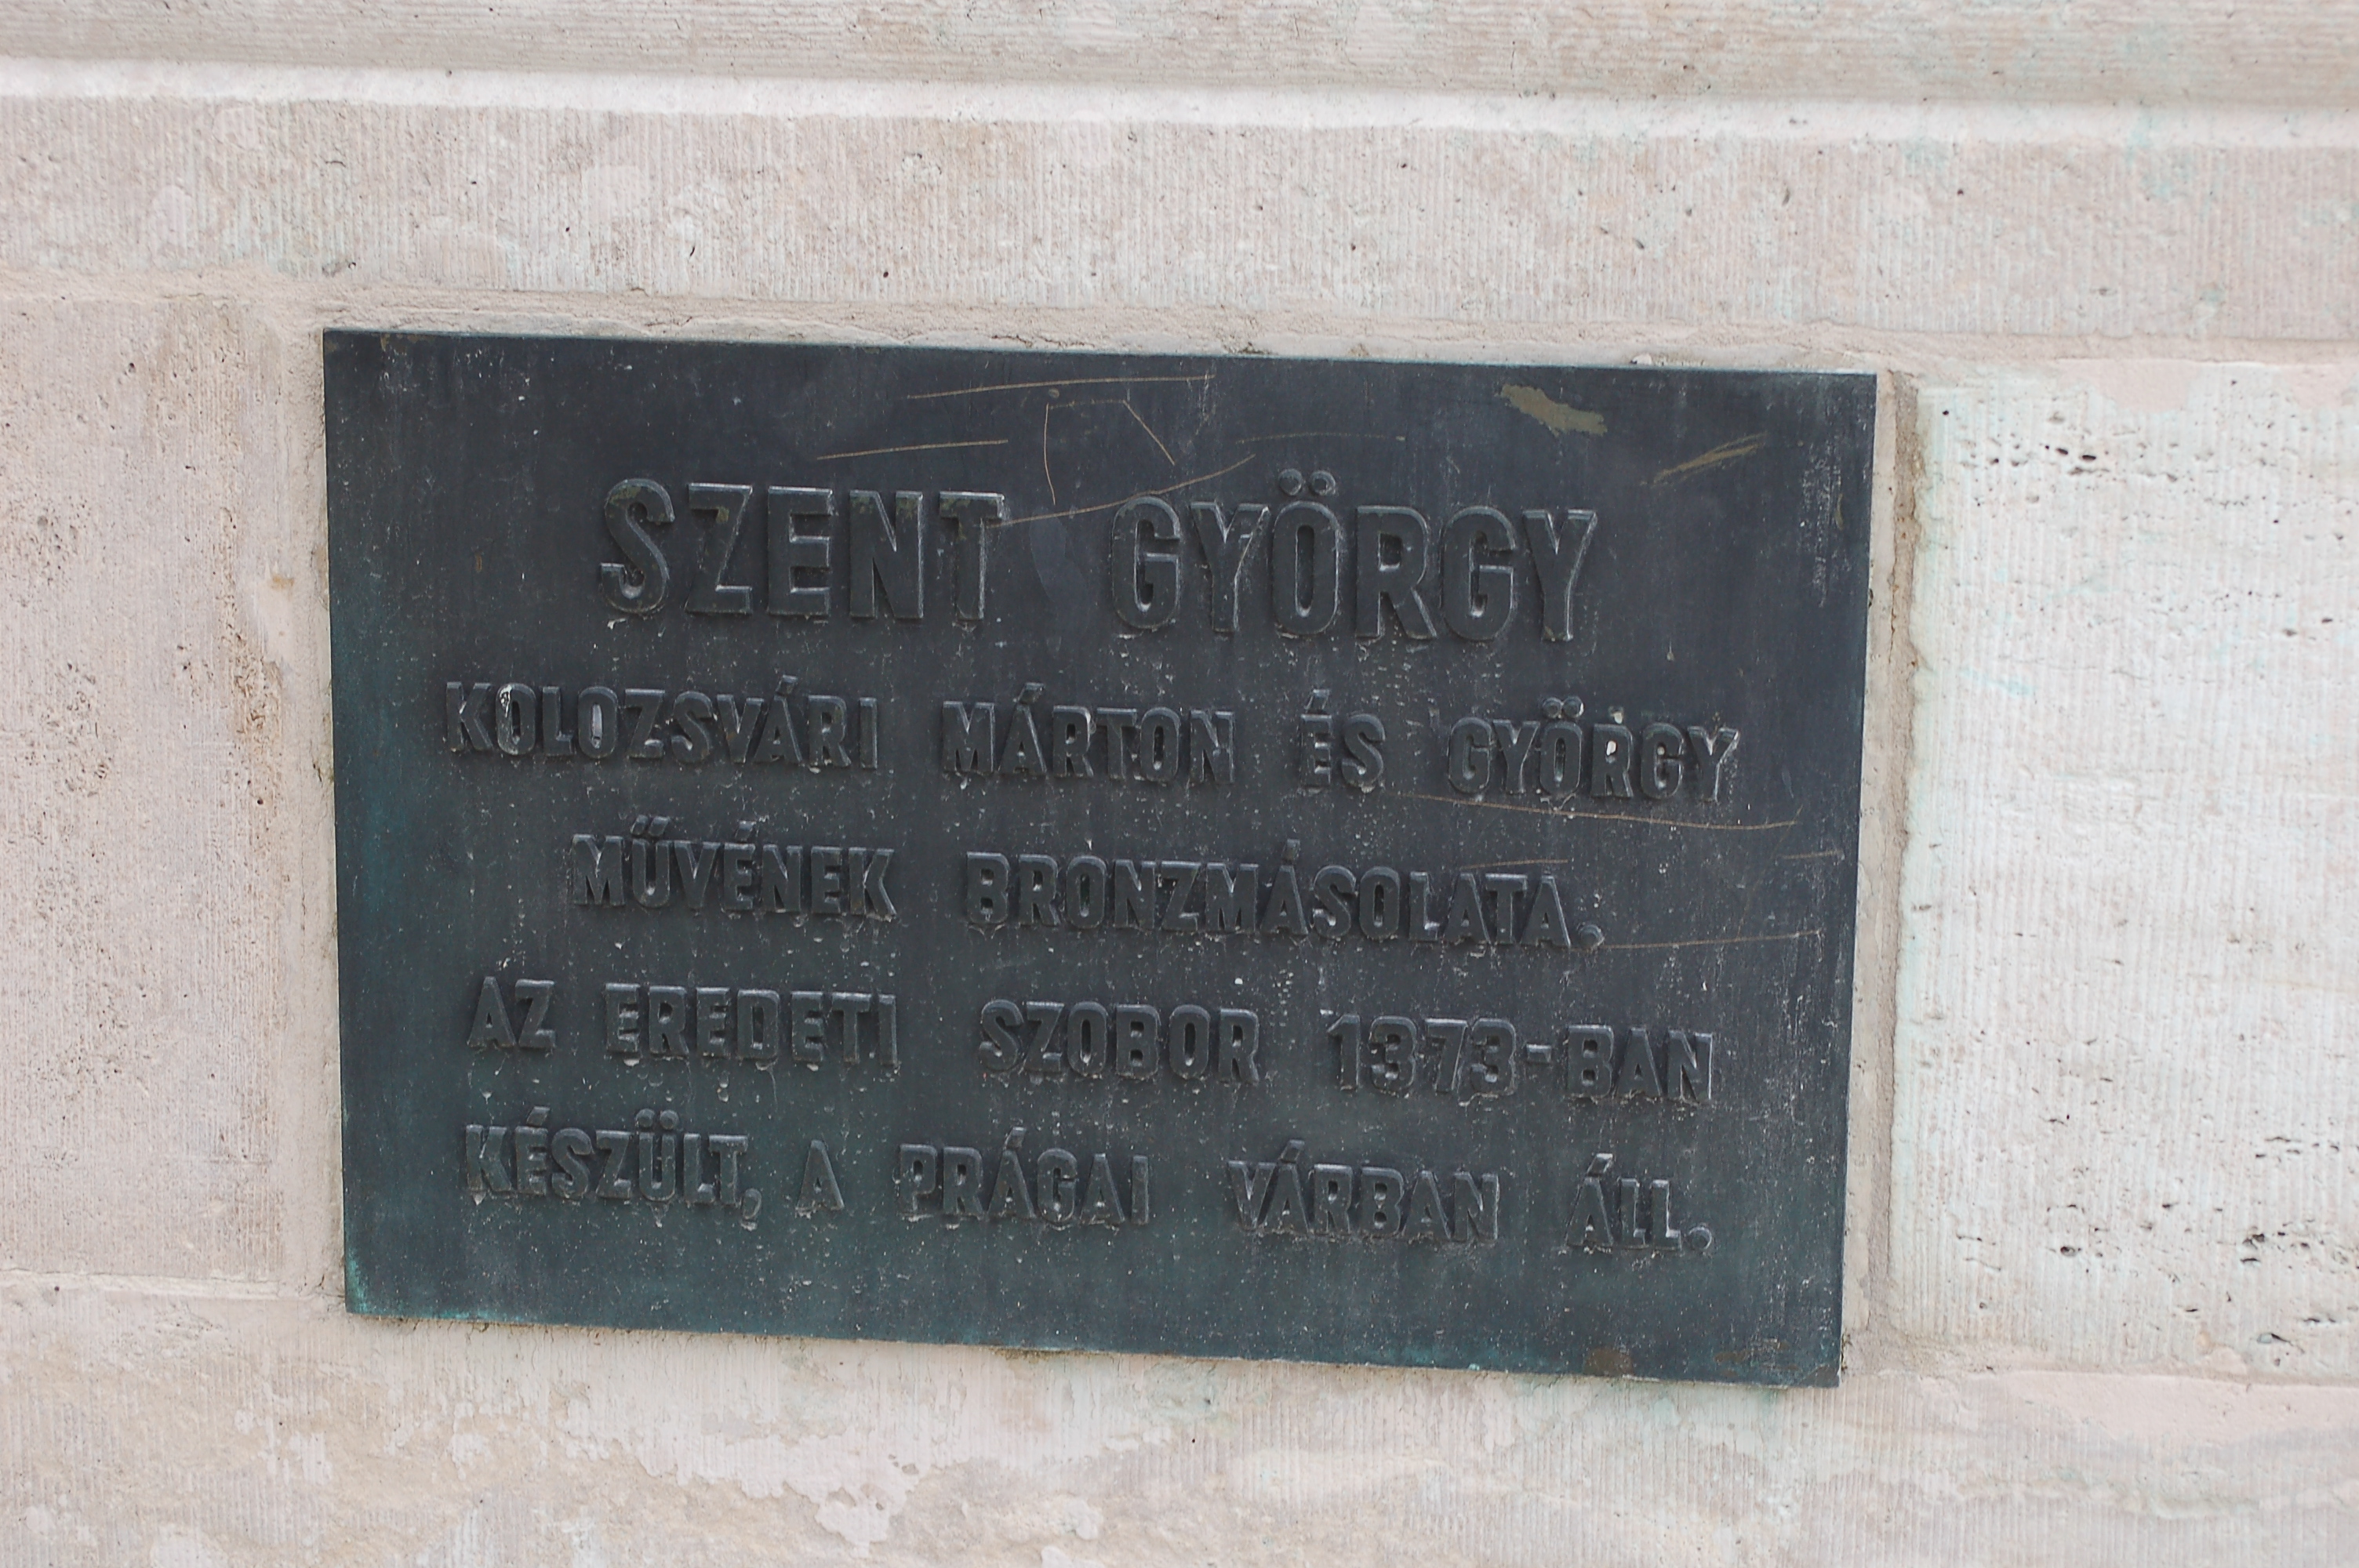 SZENT GYÖRGY
KOLOZSVÁRI MÁRTON ÉS GYÖRGY
MŰVÉNEK BRONZMÁSOLATA.
AZ EREDETI SZOBOR 1373-BAN
KÉSZÜLT, A PRÁGAI VÁRBAN ÁLL.